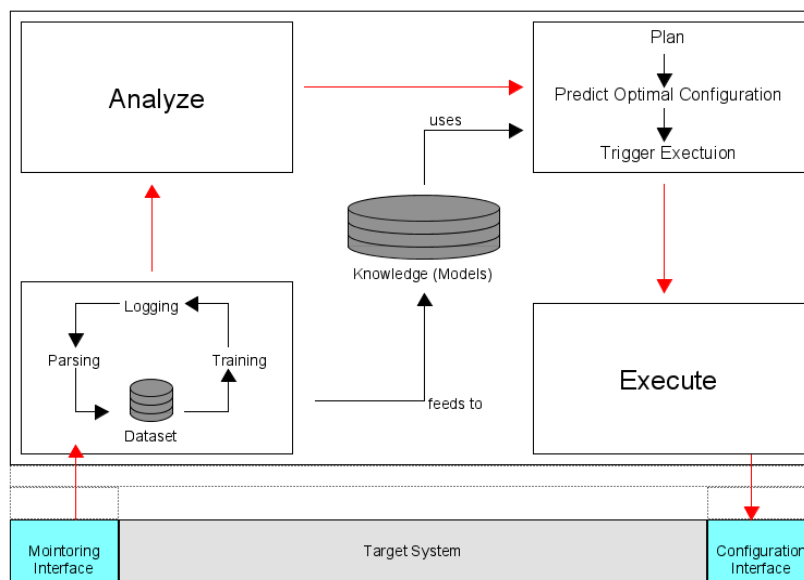 Analyze
Plan
Predict Optimal Configuration
Trigger Exectuion
uses
Knowledge (Models)
Logging
Parsing
Training
Dataset
feeds to
Execute
Mointoring
Interface
Target System
Configuration
Interface